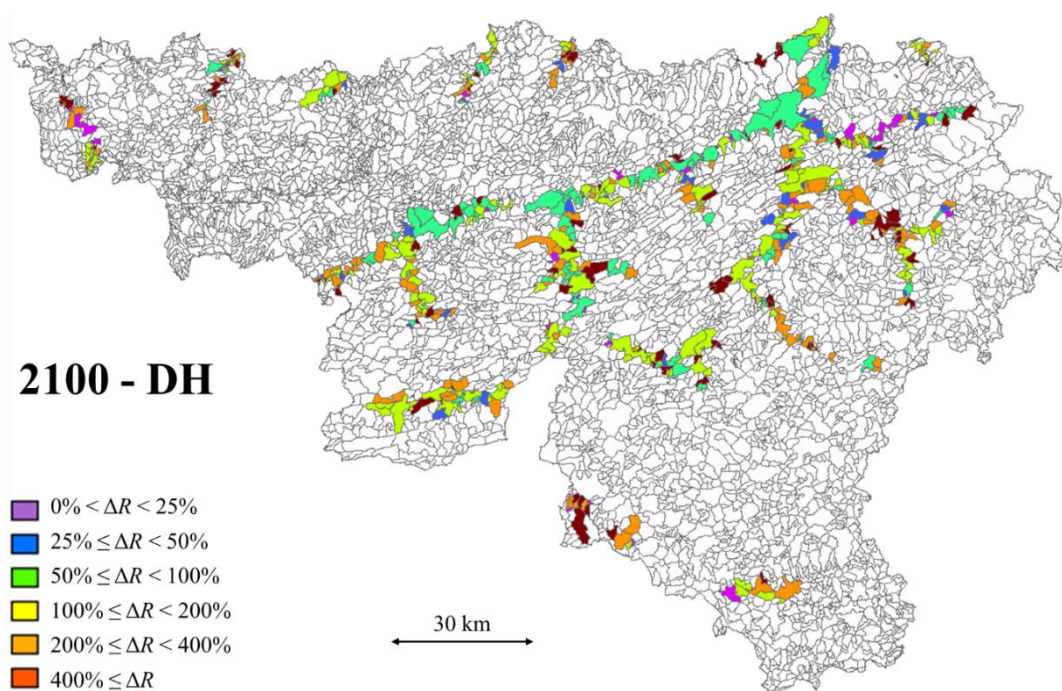 2100 - DH
0% < ΔR < 25%
25% ≤ ΔR < 50%
50% ≤ ΔR < 100%
100% ≤ ΔR < 200%
200% ≤ ΔR < 400%
400% ≤ ΔR
30 km